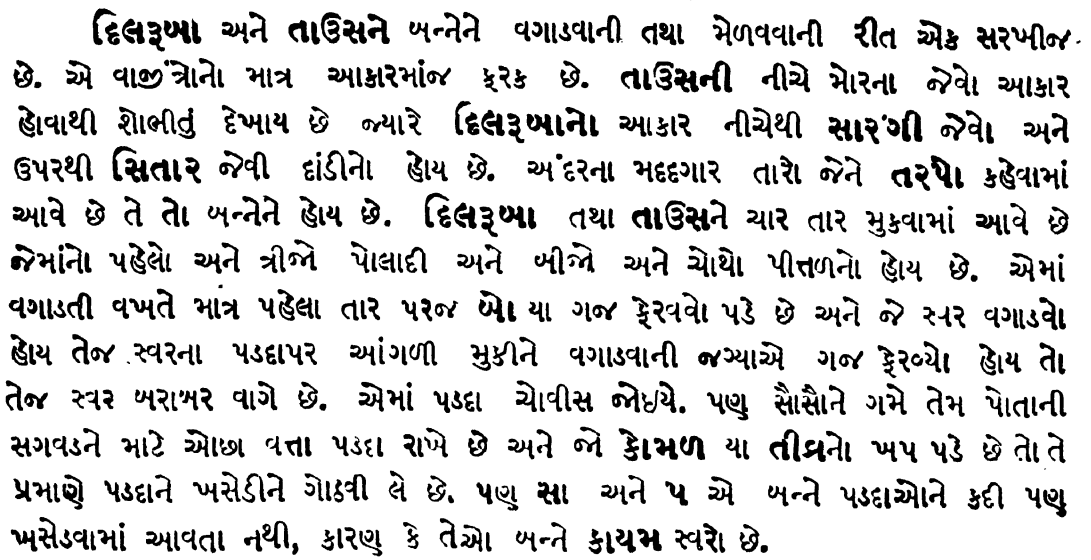 દિલરૂબા અને તાઉસને બન્નેને વગાડવાની તથા મેળવવાની રીત એક સરખીજ
છે. એ વાજીંત્રોનો માત્ર આકારમાંજ ફરક છે. તાઉસની નીચે મોરના જેવો આકાર
હોવાથી શોભીતું દેખાય છે જ્યારે દિલરૂબાનો આકાર નીચેથી સારંગી જેવો અને
ઉપરથી સિતાર જેવી દાંડીનો હોય છે. અંદરના મદદગાર તારો જેને તરપો કહેવામાં
આવે છે તે તો બન્નેને હોય છે. દિલરૂબા તથા તાઉસને ચાર તાર મુકવામાં આવે છે
જેમાંનો પહેલો અને ત્રીજો પોલાદી અને બીજો અને ચોથો પીત્તળનો હોય છે. એમાં
વગાડતી વખતે માત્ર પહેલા તાર પરજ બો યા ગજ ફેરવવો પડે છે અને જે સ્વર વગાડવો
હોય તેજ સ્વરના પડદાપર આંગળી મુકીને વગાડવાની જગ્યાએ ગજ ફેરવ્યો હોય તો
તેજ સ્વર બરાબર વાગે છે. એમાં પડદા ચોવીસ જોઇયે. પણ સૌસૌને ગમે તેમ પોતાની
સગવડને માટે ઓછા વત્તા પડદા રાખે છે અને જો કોમળ યા તીવ્રનો ખપ પડે છે તો તે
પ્રમાણે પડદાને ખસેડીને ગોઠવી લે છે. પણ સા અને પ એ બન્ને પડદાઓને કદી પણ
ખસેડવામાં આવતા નથી, કારણ કે તેઓ બન્ને કાયમ સ્વરો છે.